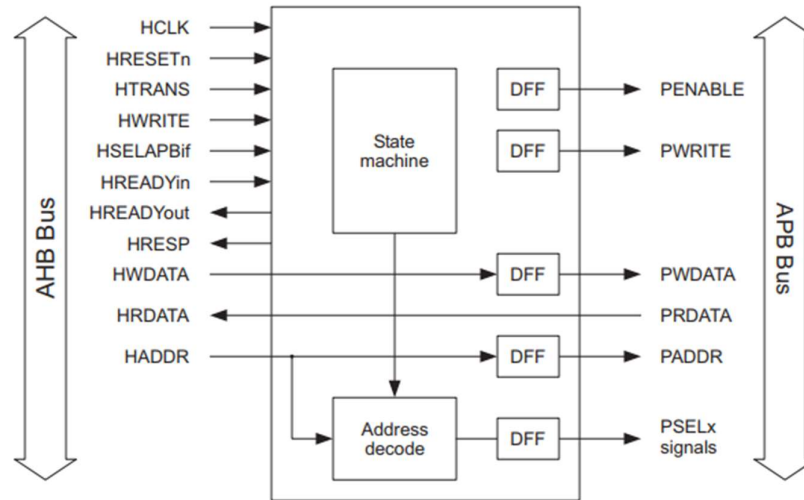 AHB Bus
HCLK
HRESETn
HTRANS
HWRITE
HSELAPBif
HREADYin
HREADYout
HRESP
HWDATA
HRDATA
HADDR
State
machine
Address
decode
DFF
DFF
DFF
DFF
DFF
PENABLE
PWRITE
PWDATA
PRDATA
PADDR
PSELx
signals
APB Bus